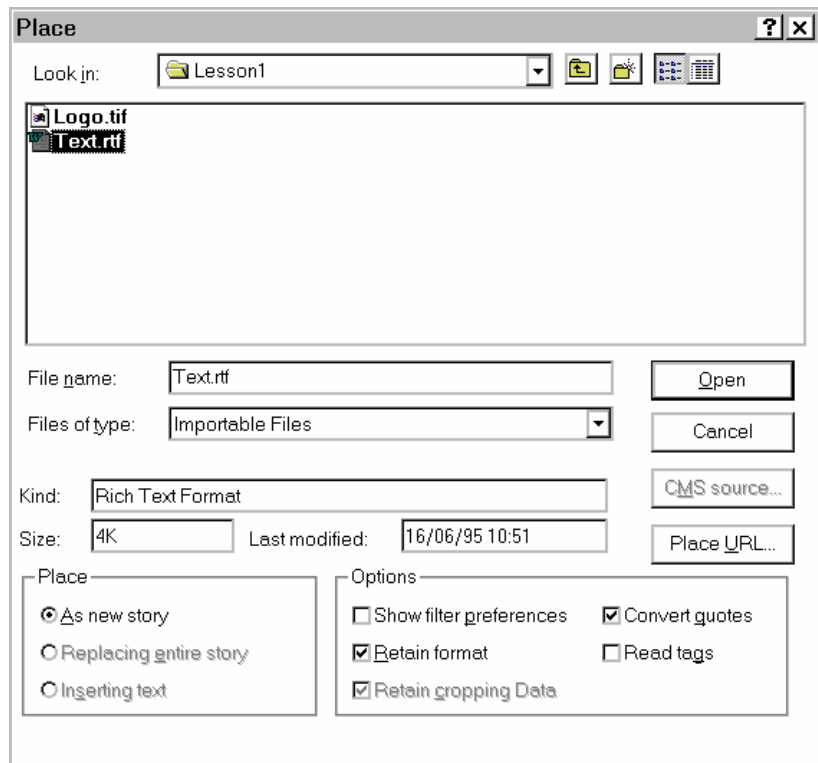 Place
Look in: Lesson1
Logo.tif
Text.rtf
File name: Text.rtf Open
Files of type: Importable Files Cancel
Kind: Rich Text Format CMS source...
Size: 4K Last modified: 16/06/95 10:51 Place URL...
Place Options
As new story Show filter preferences Convert quotes
Replacing entire story Retain format Read tags
Inserting text Retain cropping Data